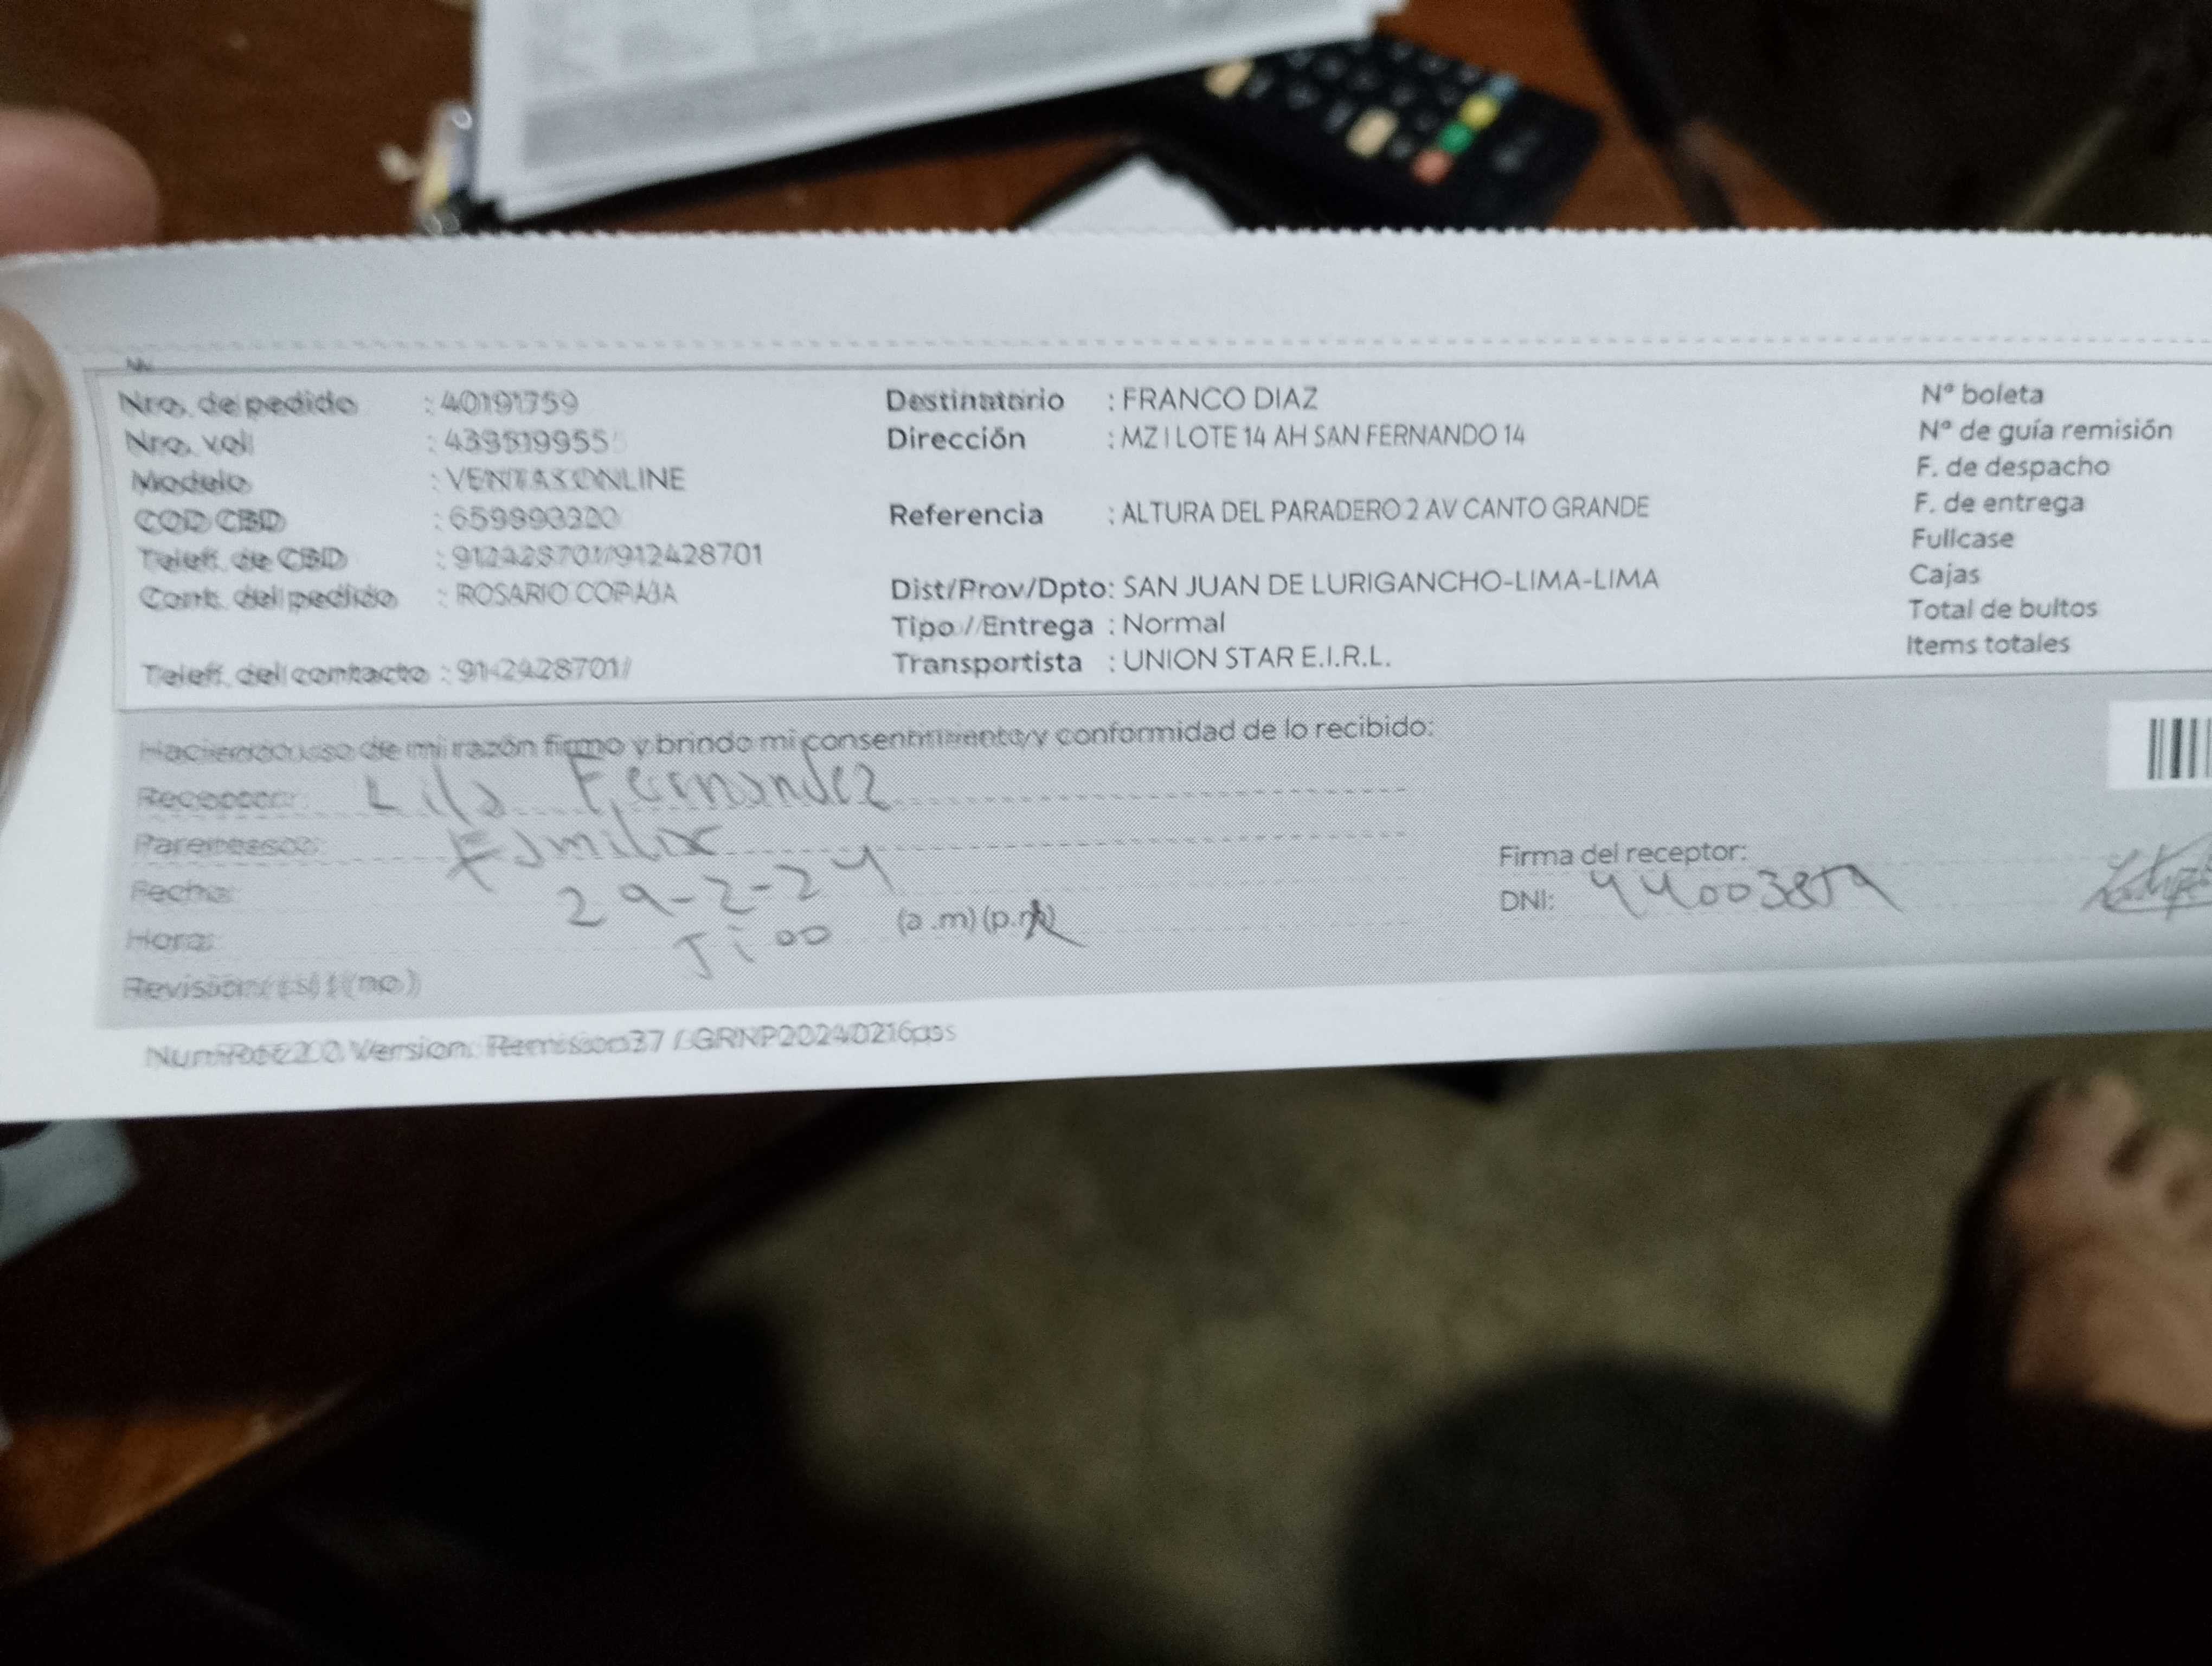 Nro. de pedido : 40191759
Nro. vol : 439519955
Modelo : VENTAS ONLINE
COD CBD : 659993320
Telef. de CBD : 912428701/912428701
Cont. del pedido : ROSARIO COPAJA
Telef. del contacto : 912428701/
Destinatario : FRANCO DIAZ
Dirección : MZ I LOTE 14 AH SAN FERNANDO 14
Referencia : ALTURA DEL PARADERO 2 AV CANTO GRANDE
Dist/Prov/Dpto: SAN JUAN DE LURIGANCHO-LIMA-LIMA
Tipo / Entrega : Normal
Transportista : UNION STAR E.I.R.L.
N° boleta
N° de guía remisión
F. de despacho
F. de entrega
Fullcase
Cajas
Total de bultos
Items totales
Haciendo uso de mi razón firmo y brindo mi consentimiento y conformidad de lo recibido:
Receptor: Lila Fernandez
Parentesco: Familiar
Fecha: 29-2-24
Hora: (a.m) (p.m)
Revisión: (si) (no)
Firma del receptor:
DNI:
Version: Remission37 / GRNP20240216qss